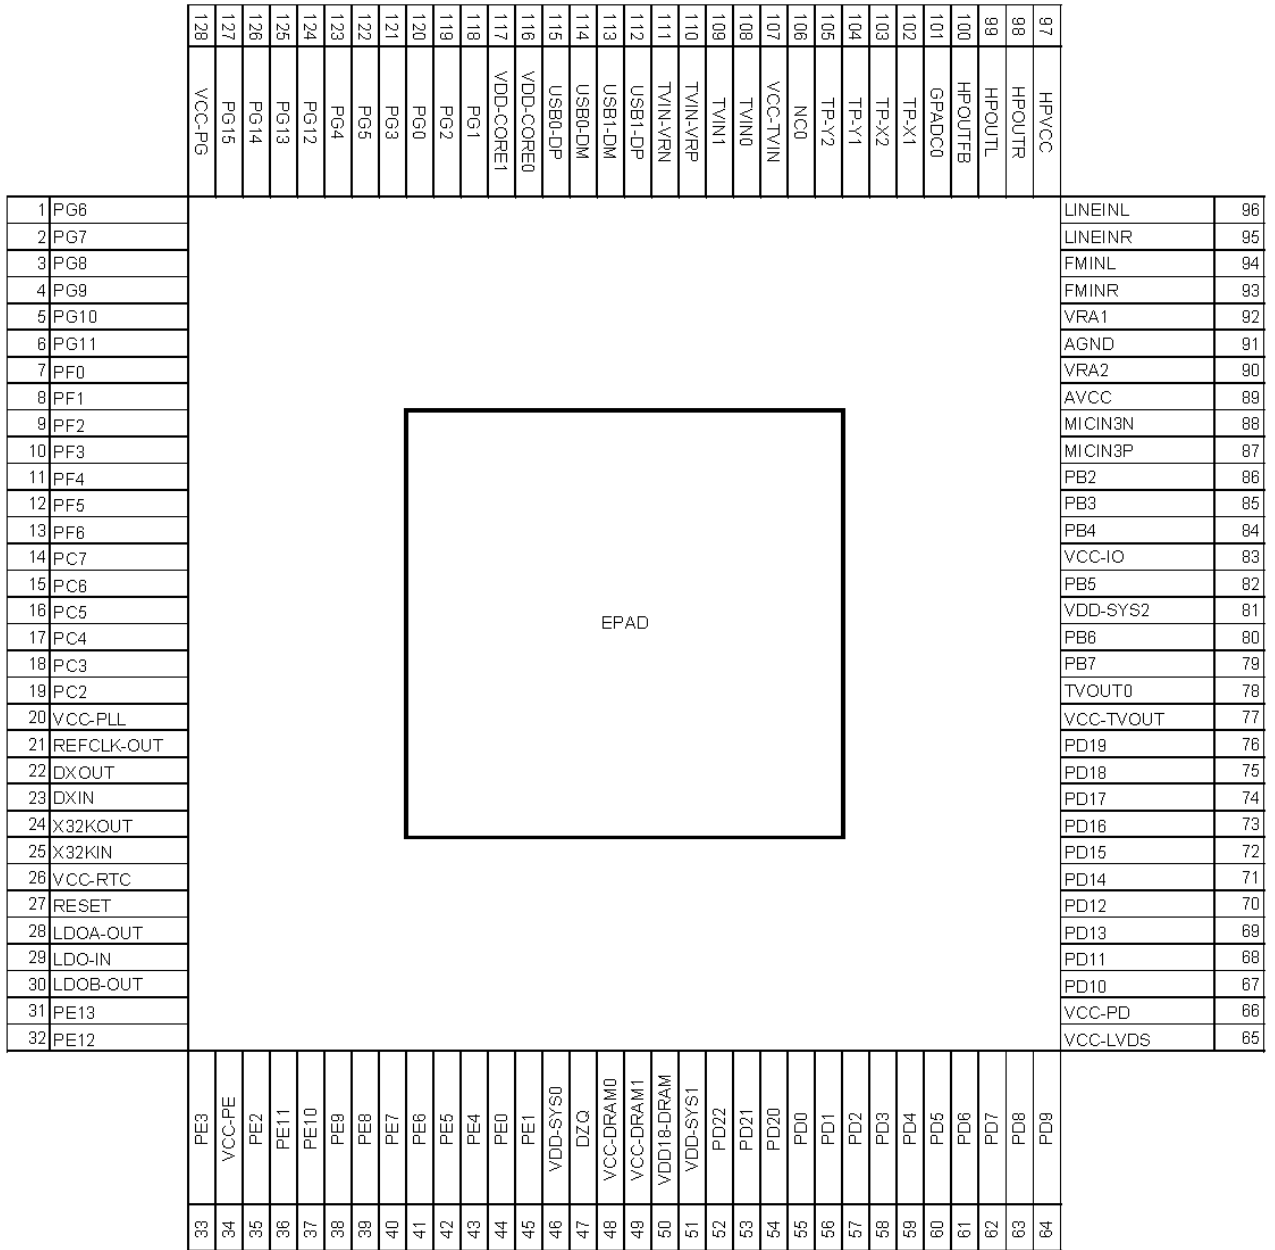 128 127 126 125 124 123 122 121 120 119 118 117 116 115 114 113 112 111 110 109 108 107 106 105 104 103 102 101 100 99 98 97
VCC-PG PG15 PG14 PG13 PG12 PG4 PG5 PG3 PG0 PG2 PG1 VDD-CORE1 VDD-CORE0 USB0-DP USB0-DM USB1-DM USB1-DP TVIN-VRN TVIN-VRP TVIN1 TVIN0 VCC-TVIN NC0 TP-Y2 TP-Y1 TP-X2 TP-X1 GPADC0 HPOUTFB HPOUTL HPOUTR HPVCC
1 PG6 LINEINL 96
2 PG7 LINEINR 95
3 PG8 FMINL 94
4 PG9 FMINR 93
5 PG10 VRA1 92
6 PG11 AGND 91
7 PF0 VRA2 90
8 PF1 AVCC 89
9 PF2 MICIN3N 88
10 PF3 MICIN3P 87
11 PF4 PB2 86
12 PF5 PB3 85
13 PF6 PB4 84
14 PC7 VCC-IO 83
15 PC6 PB5 82
16 PC5 VDD-SYS2 81
EPAD
17 PC4 PB6 80
18 PC3 PB7 79
19 PC2 TVOUT0 78
20 VCC-PLL VCC-TVOUT 77
21 REFCLK-OUT PD19 76
22 DXOUT PD18 75
23 DXIN PD17 74
24 X32KOUT PD16 73
25 X32KIN PD15 72
26 VCC-RTC PD14 71
27 RESET PD12 70
28 LDOA-OUT PD13 69
29 LDO-IN PD11 68
30 LDOB-OUT PD10 67
31 PE13 VCC-PD 66
32 PE12 VCC-LVDS 65
PE3 VCC-PE PE2 PE11 PE10 PE9 PE8 PE7 PE6 PE5 PE4 PE0 PE1 VDD-SYS0 DZQ VCC-DRAM0 VCC-DRAM1 VDD18-DRAM VDD-SYS1 PD22 PD21 PD20 PD0 PD1 PD2 PD3 PD4 PD5 PD6 PD7 PD8 PD9
33 34 35 36 37 38 39 40 41 42 43 44 45 46 47 48 49 50 51 52 53 54 55 56 57 58 59 60 61 62 63 64